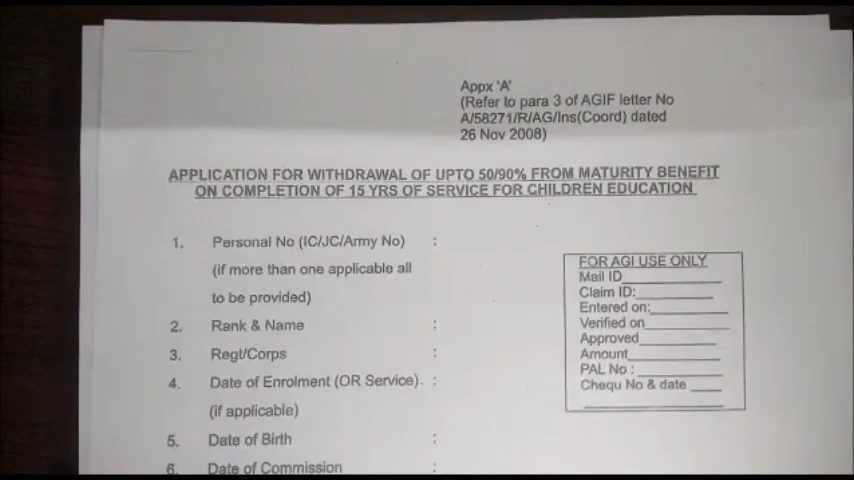 Appx 'A'
(Refer to para 3 of AGIF letter No
A/58271/R/AG/Ins(Coord) dated
26 Nov 2008)
APPLICATION FOR WITHDRAWAL OF UPTO 50/90% FROM MATURITY BENEFIT
ON COMPLETION OF 15 YRS OF SERVICE FOR CHILDREN EDUCATION
1. Personal No (IC/JC/Army No) :
(if more than one applicable all
to be provided)
2. Rank & Name :
3. Regt/Corps :
4. Date of Enrolment (OR Service). :
(if applicable)
5. Date of Birth :
6. Date of Commission :
FOR AGI USE ONLY
Mail ID
Claim ID:
Entered on:
Verified on
Approved
Amount
PAL No :
Chequ No & date